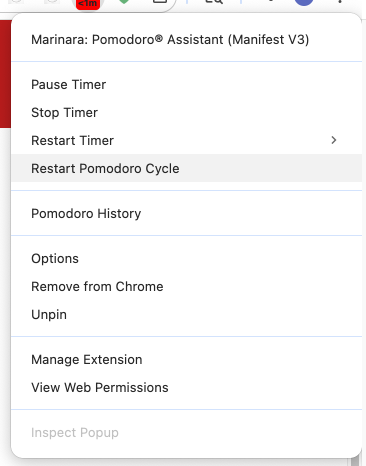 <1m
Marinara: Pomodoro® Assistant (Manifest V3)
Pause Timer
Stop Timer
Restart Timer
Restart Pomodoro Cycle
Pomodoro History
Options
Remove from Chrome
Unpin
Manage Extension
View Web Permissions
Inspect Popup